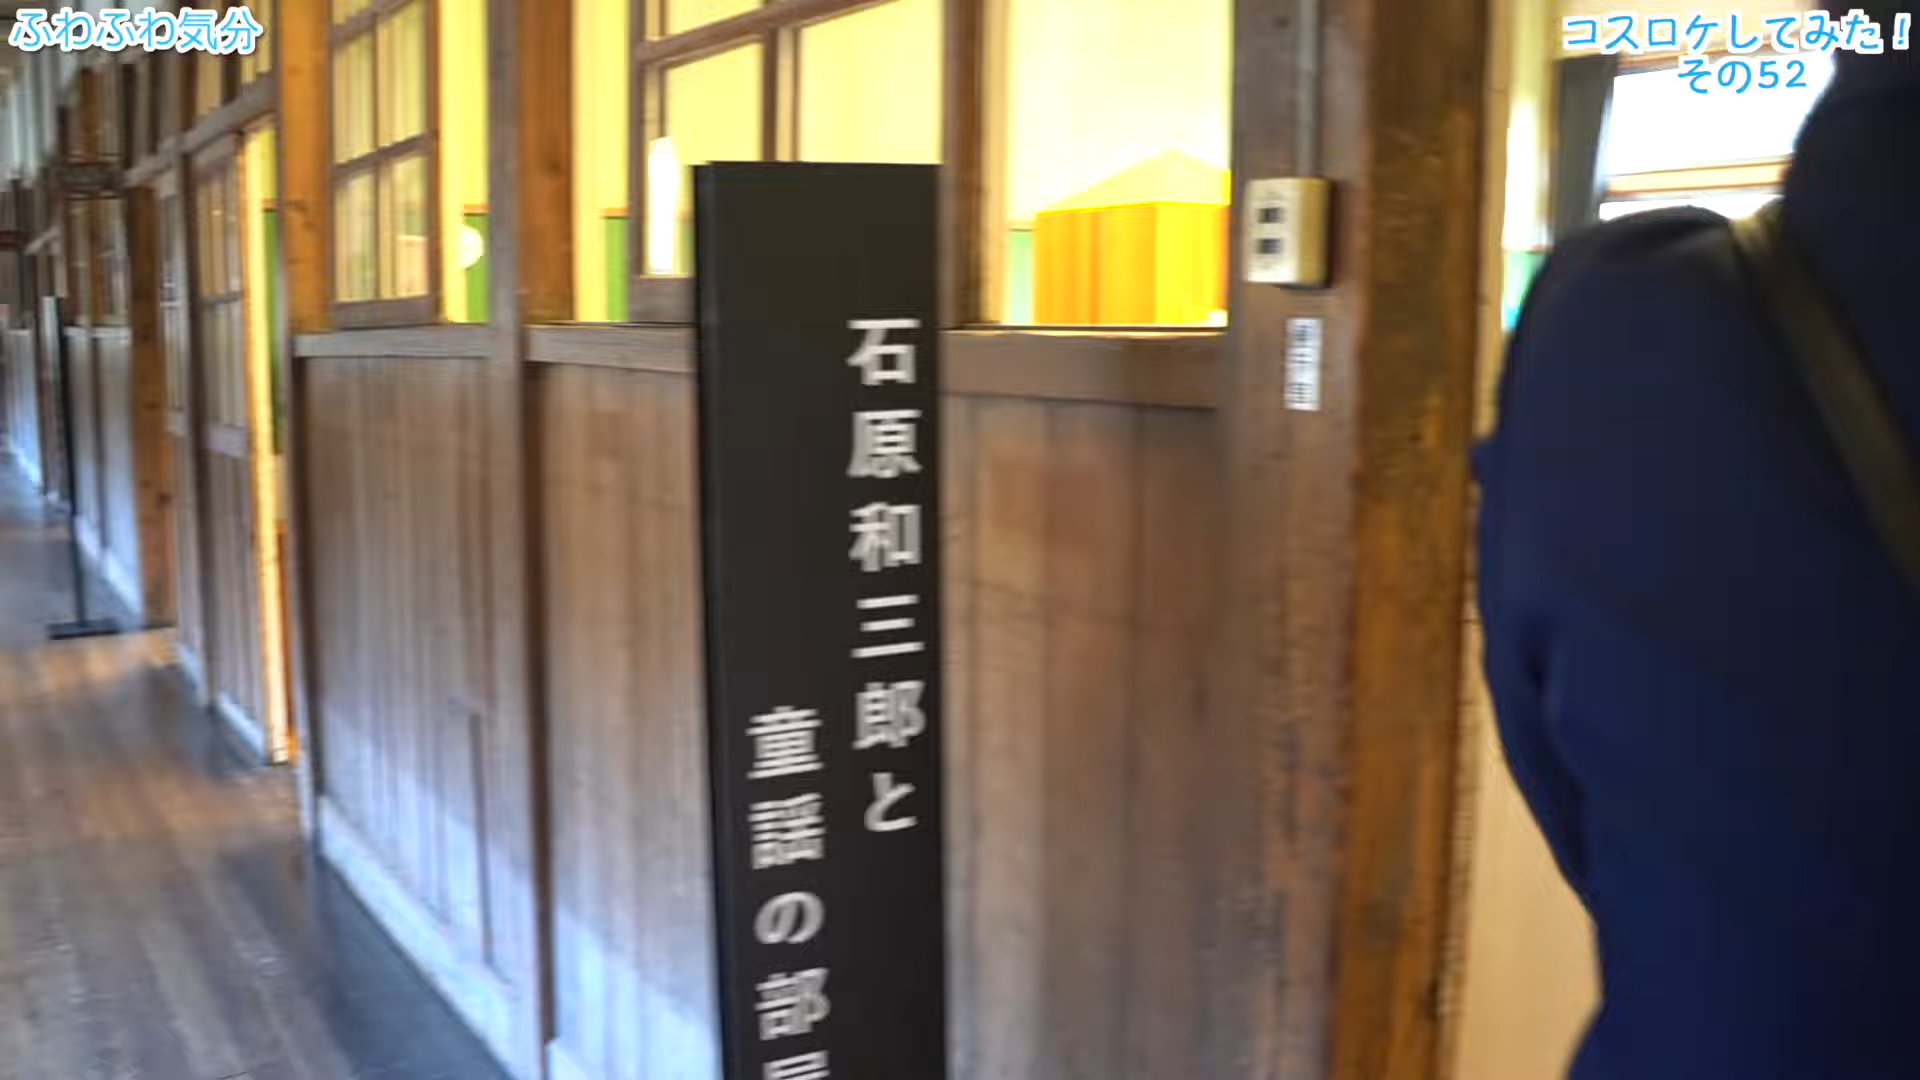 ふわふわ気分
コスロケしてみた!
その52
石原和三郎と
童謡の部屋